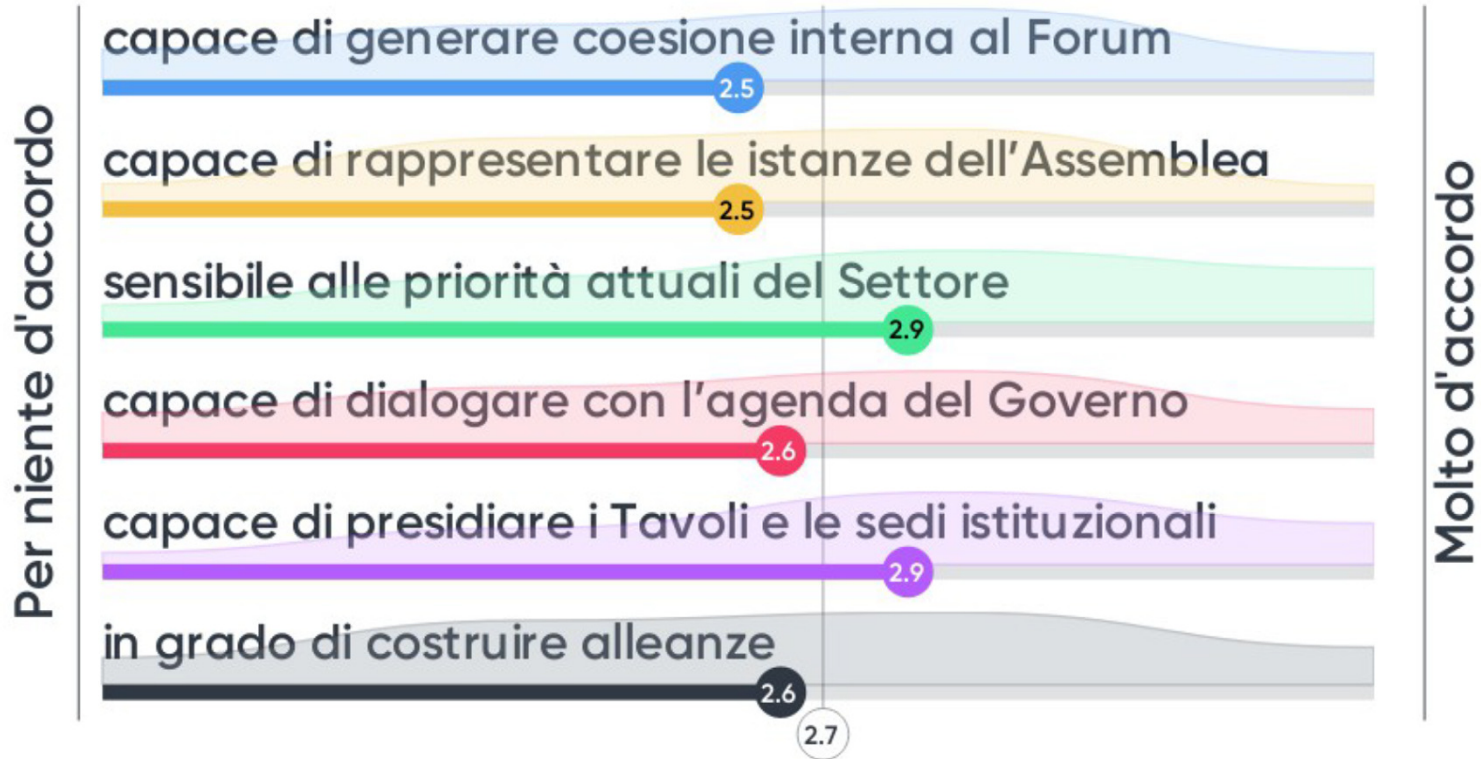 Per niente d'accordo
capace di generare coesione interna al Forum
2.5
capace di rappresentare le istanze dell’Assemblea
2.5
sensibile alle priorità attuali del Settore
2.9
capace di dialogare con l’agenda del Governo
2.6
capace di presidiare i Tavoli e le sedi istituzionali
2.9
in grado di costruire alleanze
2.6
2.7
Molto d'accordo